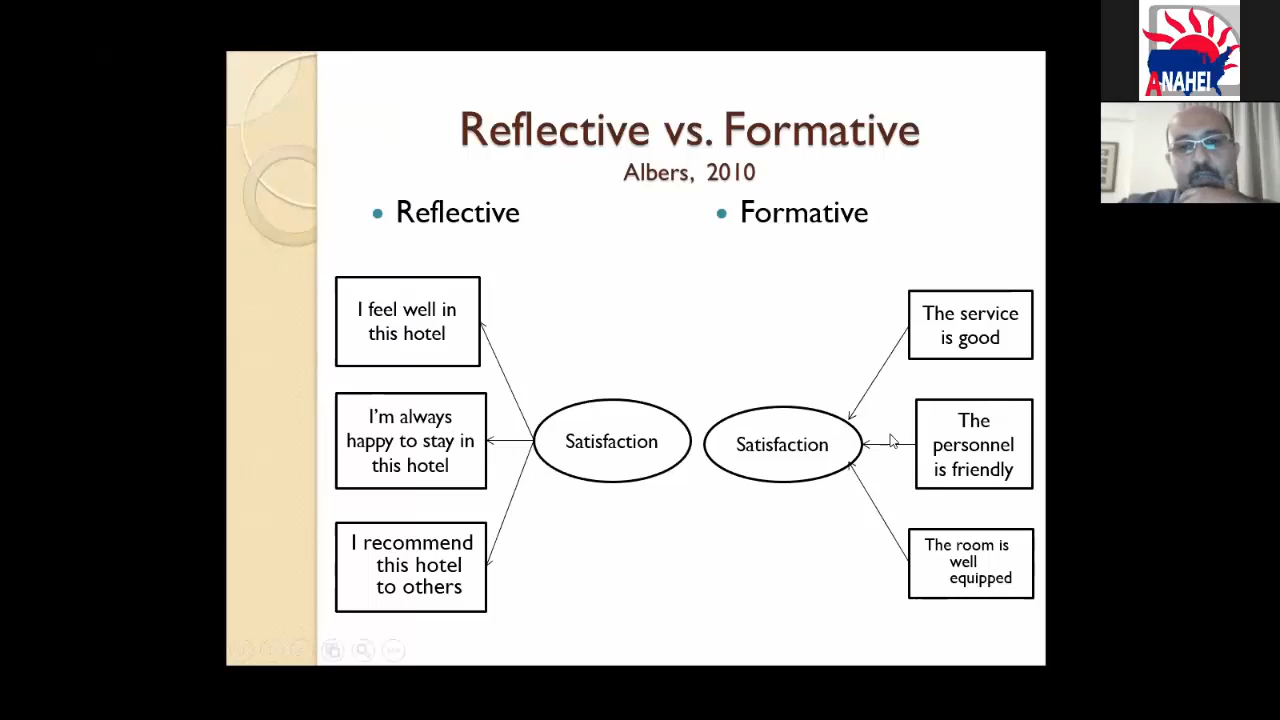 Reflective vs. Formative
Albers, 2010
• Reflective
• Formative
I feel well in
this hotel
I'm always
happy to stay in
this hotel
I recommend
this hotel
to others
Satisfaction
Satisfaction
The service
is good
The
personnel
is friendly
The room is
well
equipped
ANAHEI